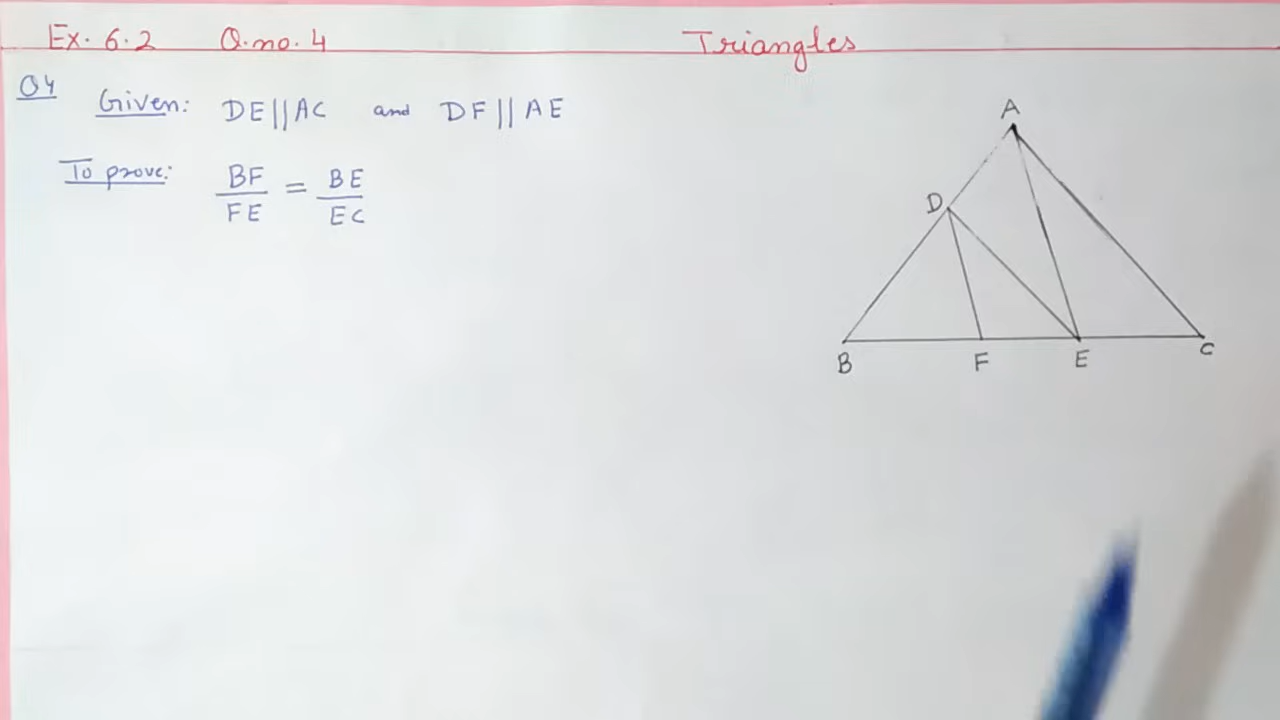 Ex. 6.2 Q.no. 4 Triangles
Q4 Given: DE||AC and DF||AE
To prove: BF/FE = BE/EC
A
D
B F E C